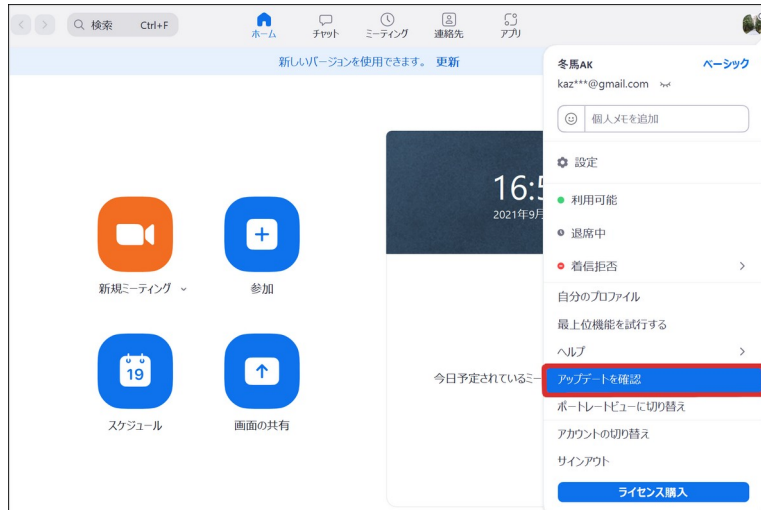 検索 Ctrl+F
ホーム
チャット
ミーティング
連絡先
アプリ
新しいバージョンを使用できます。 更新
新規ミーティング
参加
19
スケジュール
画面の共有
16:5
2021年9月
今日予定されているミー
冬馬AK ベーシック
kaz***@gmail.com
個人メモを追加
設定
利用可能
退席中
着信拒否
自分のプロファイル
最上位機能を試行する
ヘルプ
アップデートを確認
ポートレートビューに切り替え
アカウントの切り替え
サインアウト
ライセンス購入